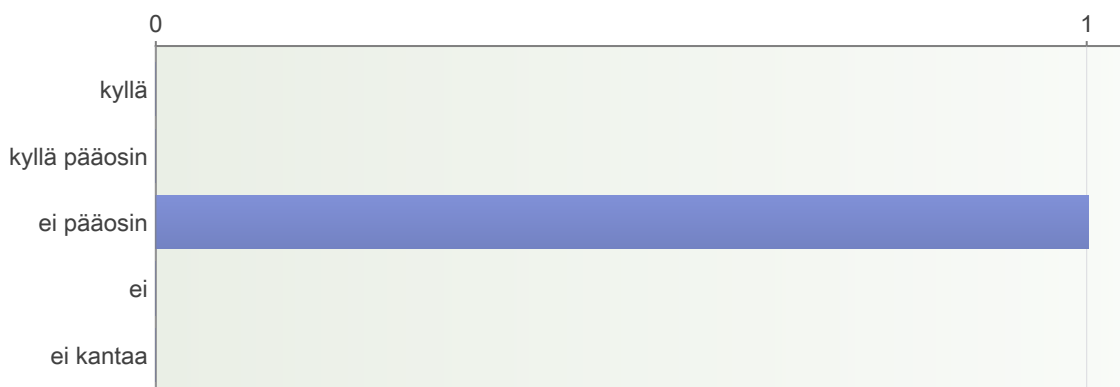 0 1
kyllä
kyllä pääosin
ei pääosin
ei
ei kantaa